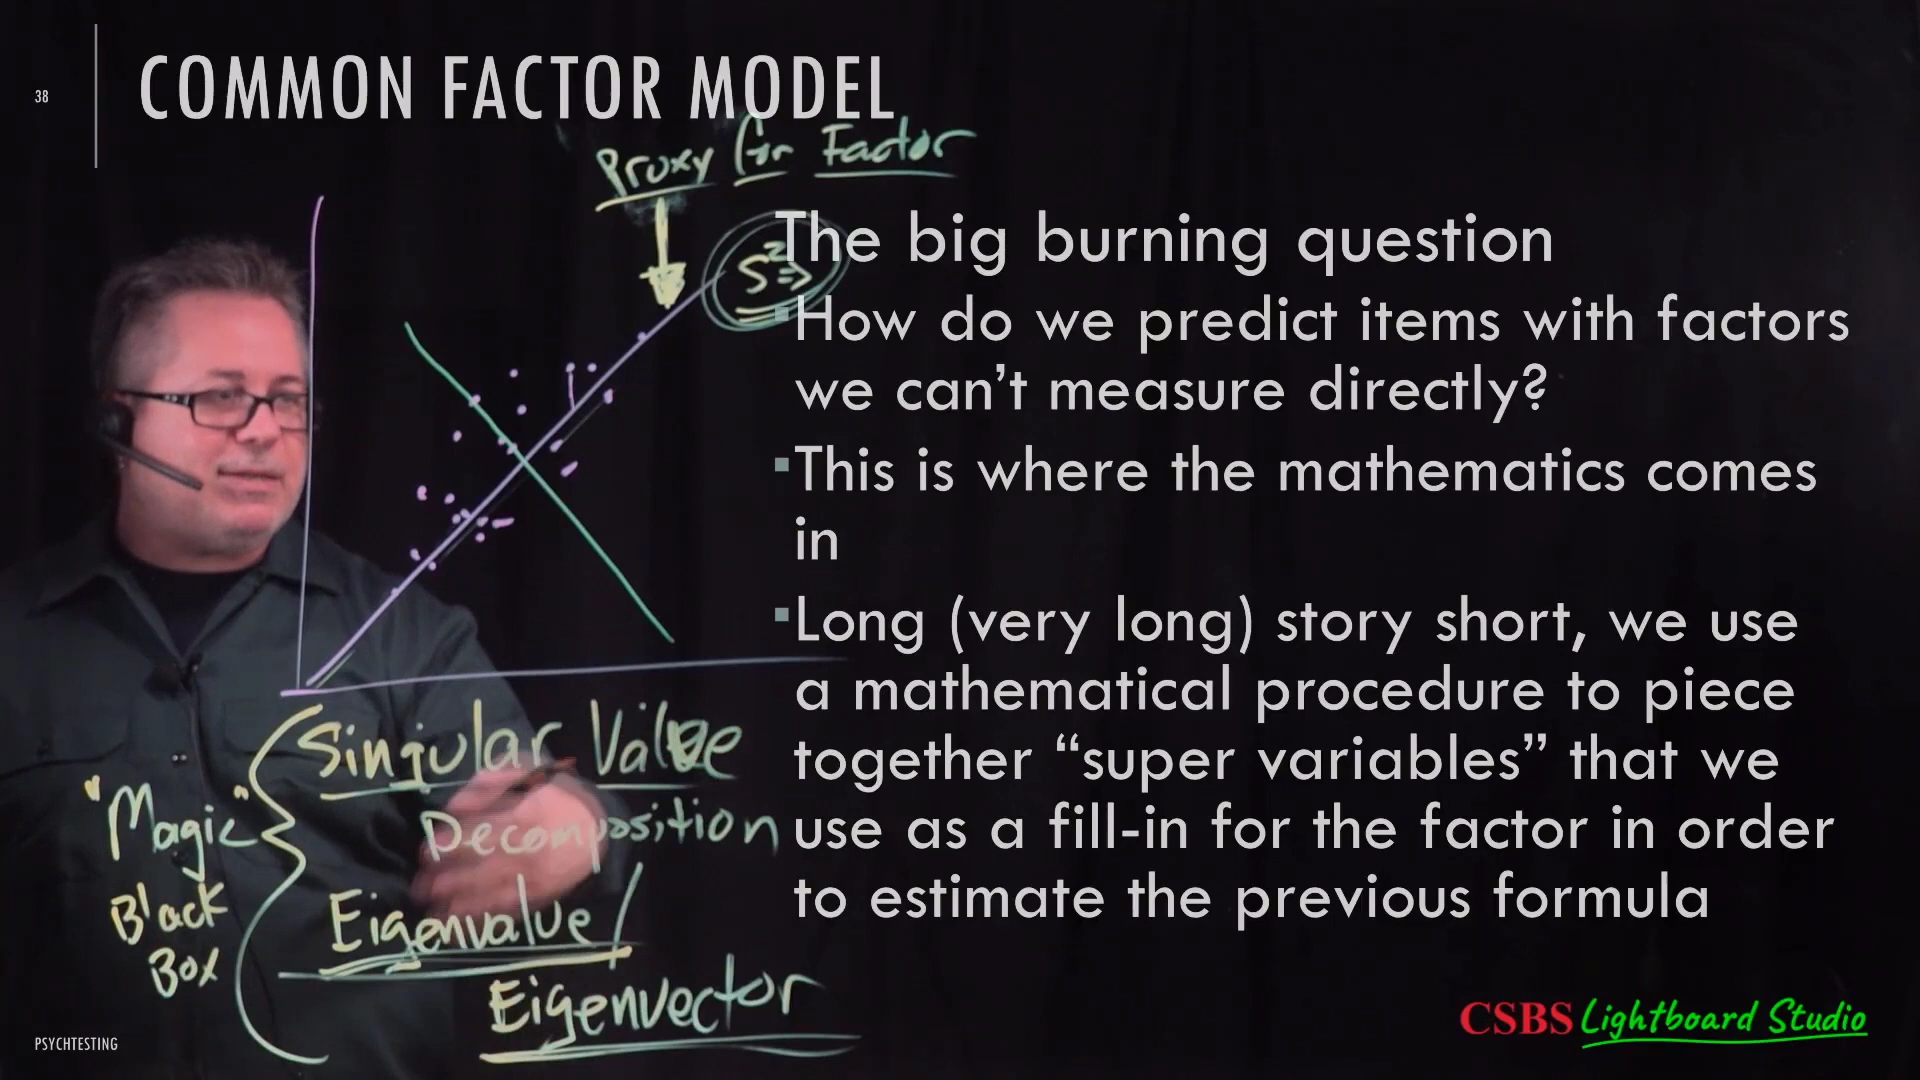 38
COMMON FACTOR MODEL
Proxy for Factor
S² =>
The big burning question
How do we predict items with factors
we can’t measure directly?
This is where the mathematics comes
in
Long (very long) story short, we use
a mathematical procedure to piece
together “super variables” that we
use as a fill-in for the factor in order
to estimate the previous formula
Singular Value
Decomposition
"Magic"
Black
Box
Eigenvalue/
Eigenvector
PSYCHTESTING
CSBS Lightboard Studio